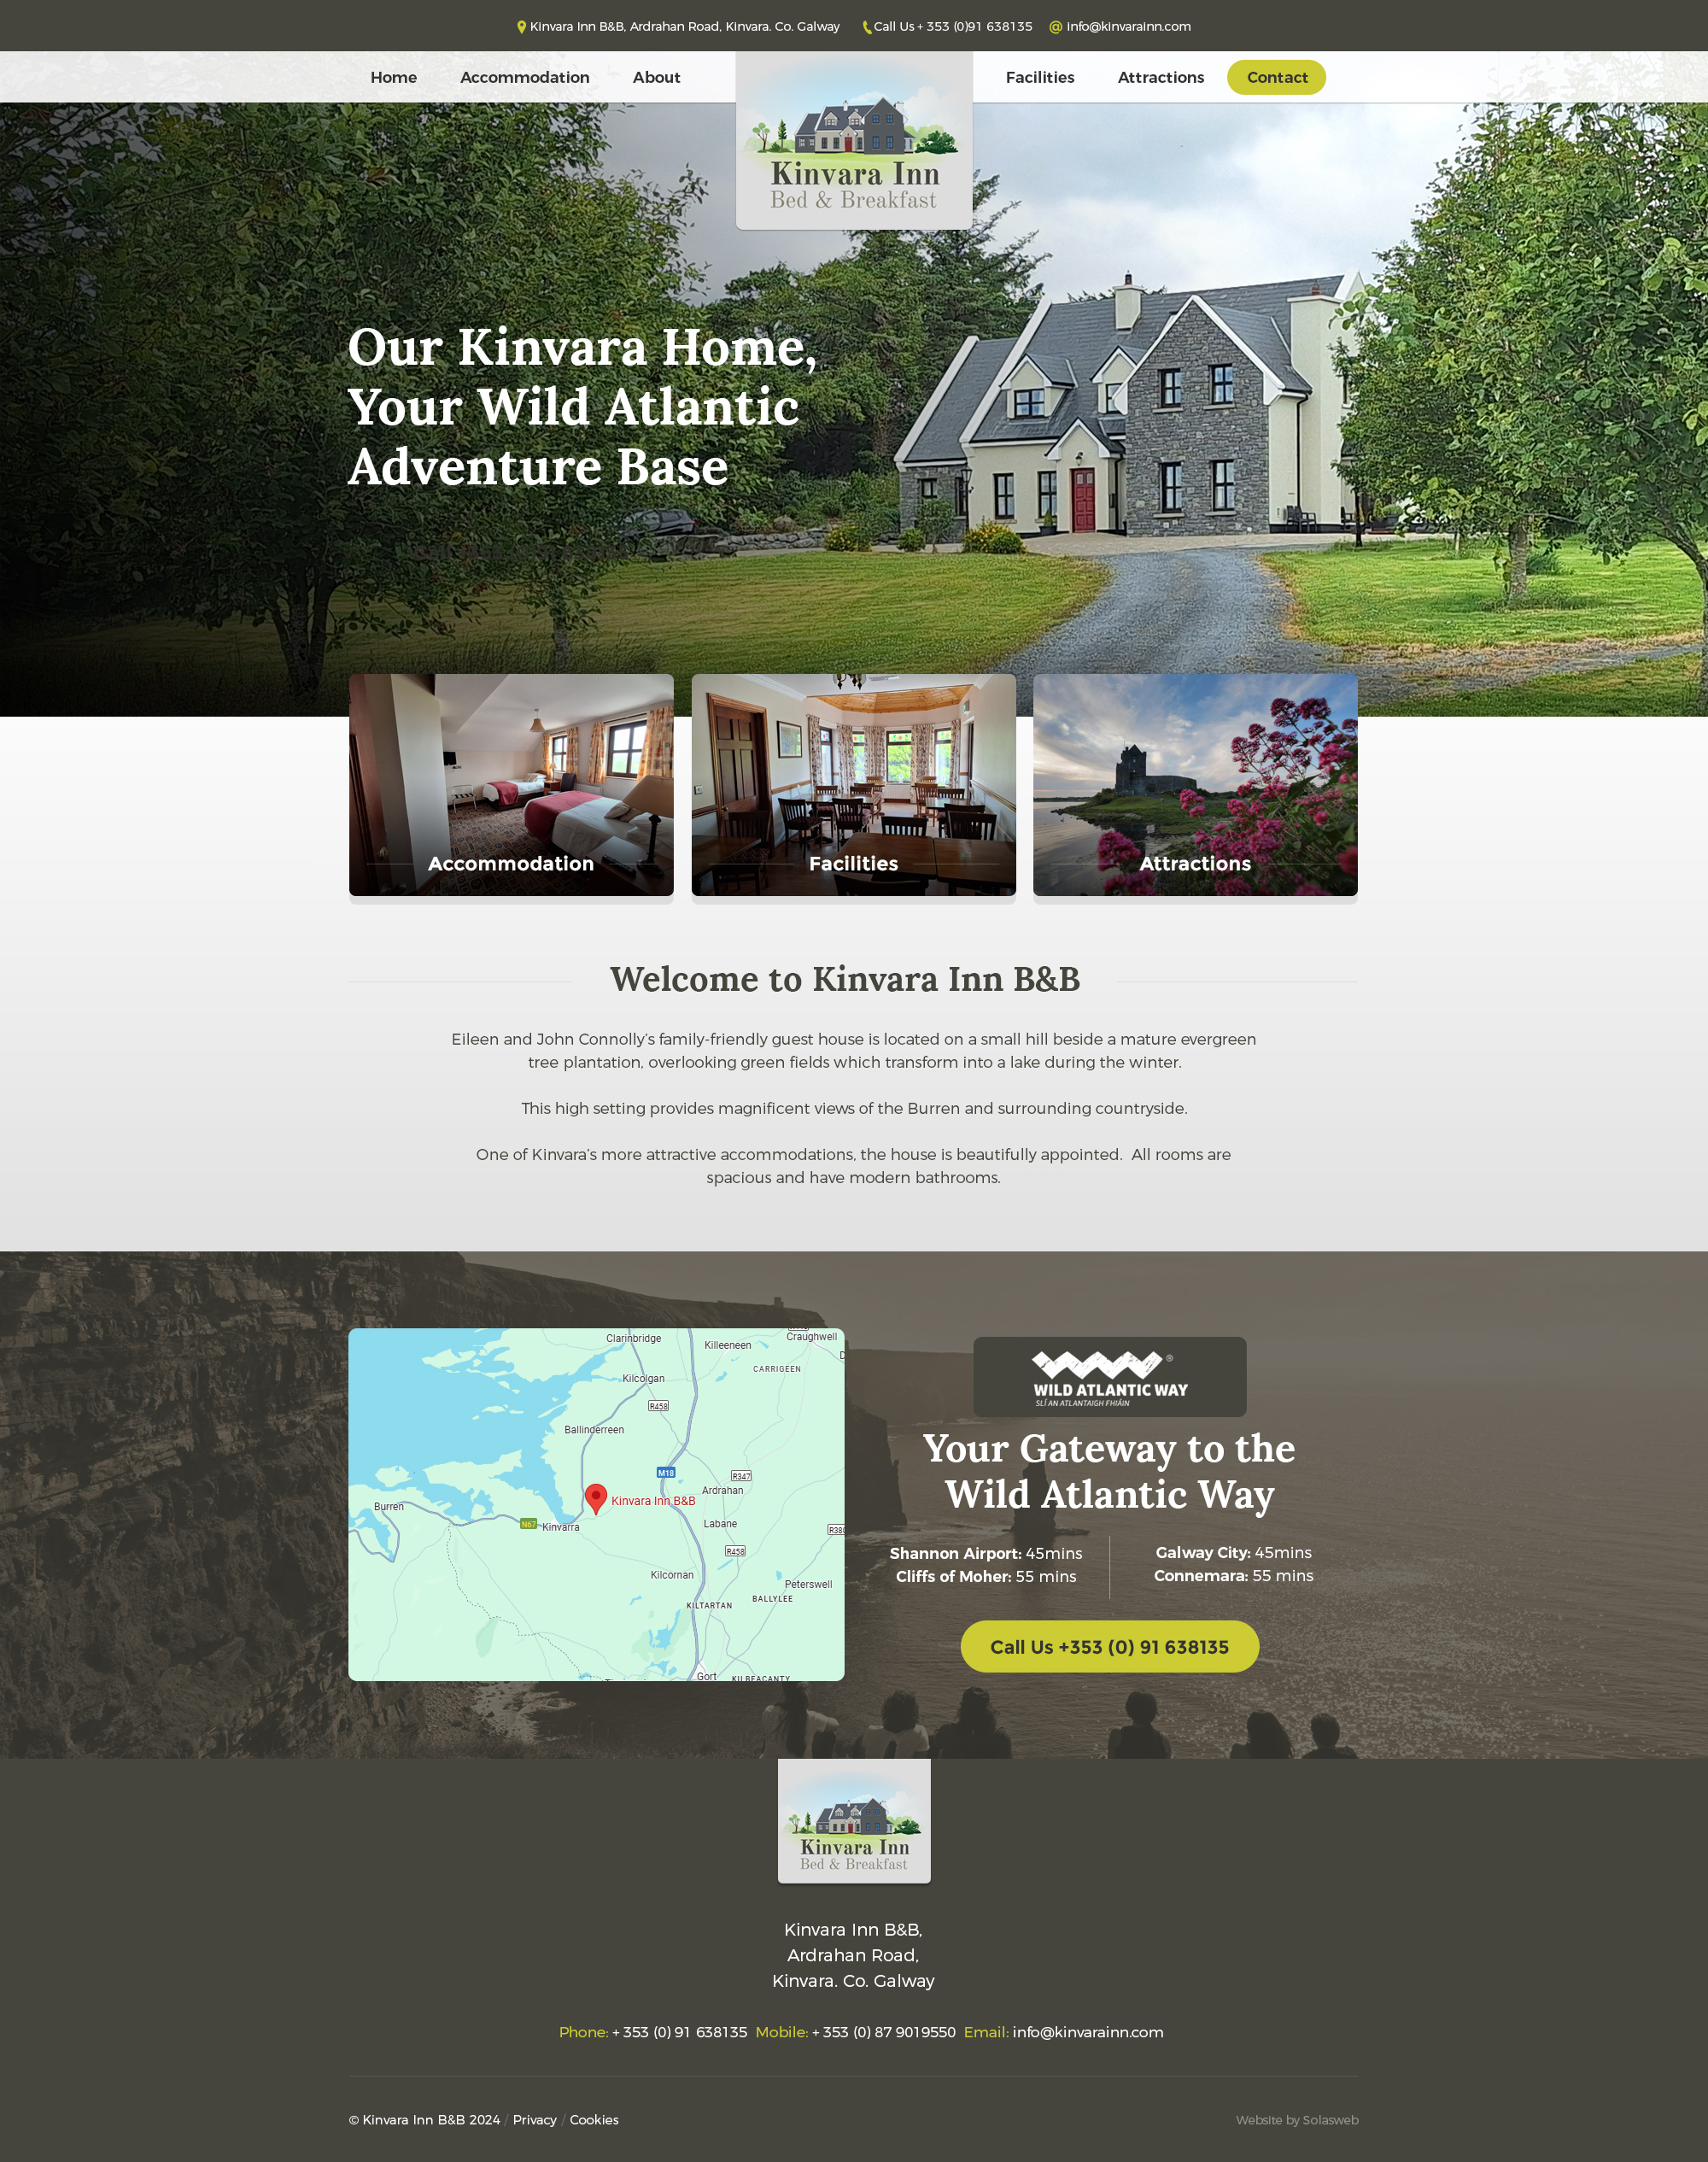 Kinvara Inn B&B, Ardrahan Road, Kinvara. Co. Galway Call Us + 353 (0)91 638135 @ info@kinvarainn.com
Home Accommodation About Facilities Attractions Contact
Kinvara Inn
Bed & Breakfast
Our Kinvara Home,
Your Wild Atlantic
Adventure Base
Accommodation Facilities Attractions
Welcome to Kinvara Inn B&B
Eileen and John Connolly's family-friendly guest house is located on a small hill beside a mature evergreen
tree plantation, overlooking green fields which transform into a lake during the winter.
This high setting provides magnificent views of the Burren and surrounding countryside.
One of Kinvara's more attractive accommodations, the house is beautifully appointed. All rooms are
spacious and have modern bathrooms.
Clarinbridge
Killeeneen
Craughwell
CARRIGEEN
Kilcolgan
R458
Ballinderreen
M18
R347
Ardrahan
Kinvara Inn B&B
Burren
N67
Kinvarra
Labane
R380
R458
Kilcornan
Peterswell
BALLYLEE
KILTARTAN
Gort
KILBEACANTY
WILD ATLANTIC WAY ®
SLÍ AN ATLANTAIGH FHIÁIN
Your Gateway to the
Wild Atlantic Way
Shannon Airport: 45mins
Cliffs of Moher: 55 mins
Galway City: 45mins
Connemara: 55 mins
Call Us +353 (0) 91 638135
Kinvara Inn
Bed & Breakfast
Kinvara Inn B&B,
Ardrahan Road,
Kinvara. Co. Galway
Phone: + 353 (0) 91 638135 Mobile: + 353 (0) 87 9019550 Email: info@kinvarainn.com
© Kinvara Inn B&B 2024 / Privacy / Cookies
Website by Solasweb